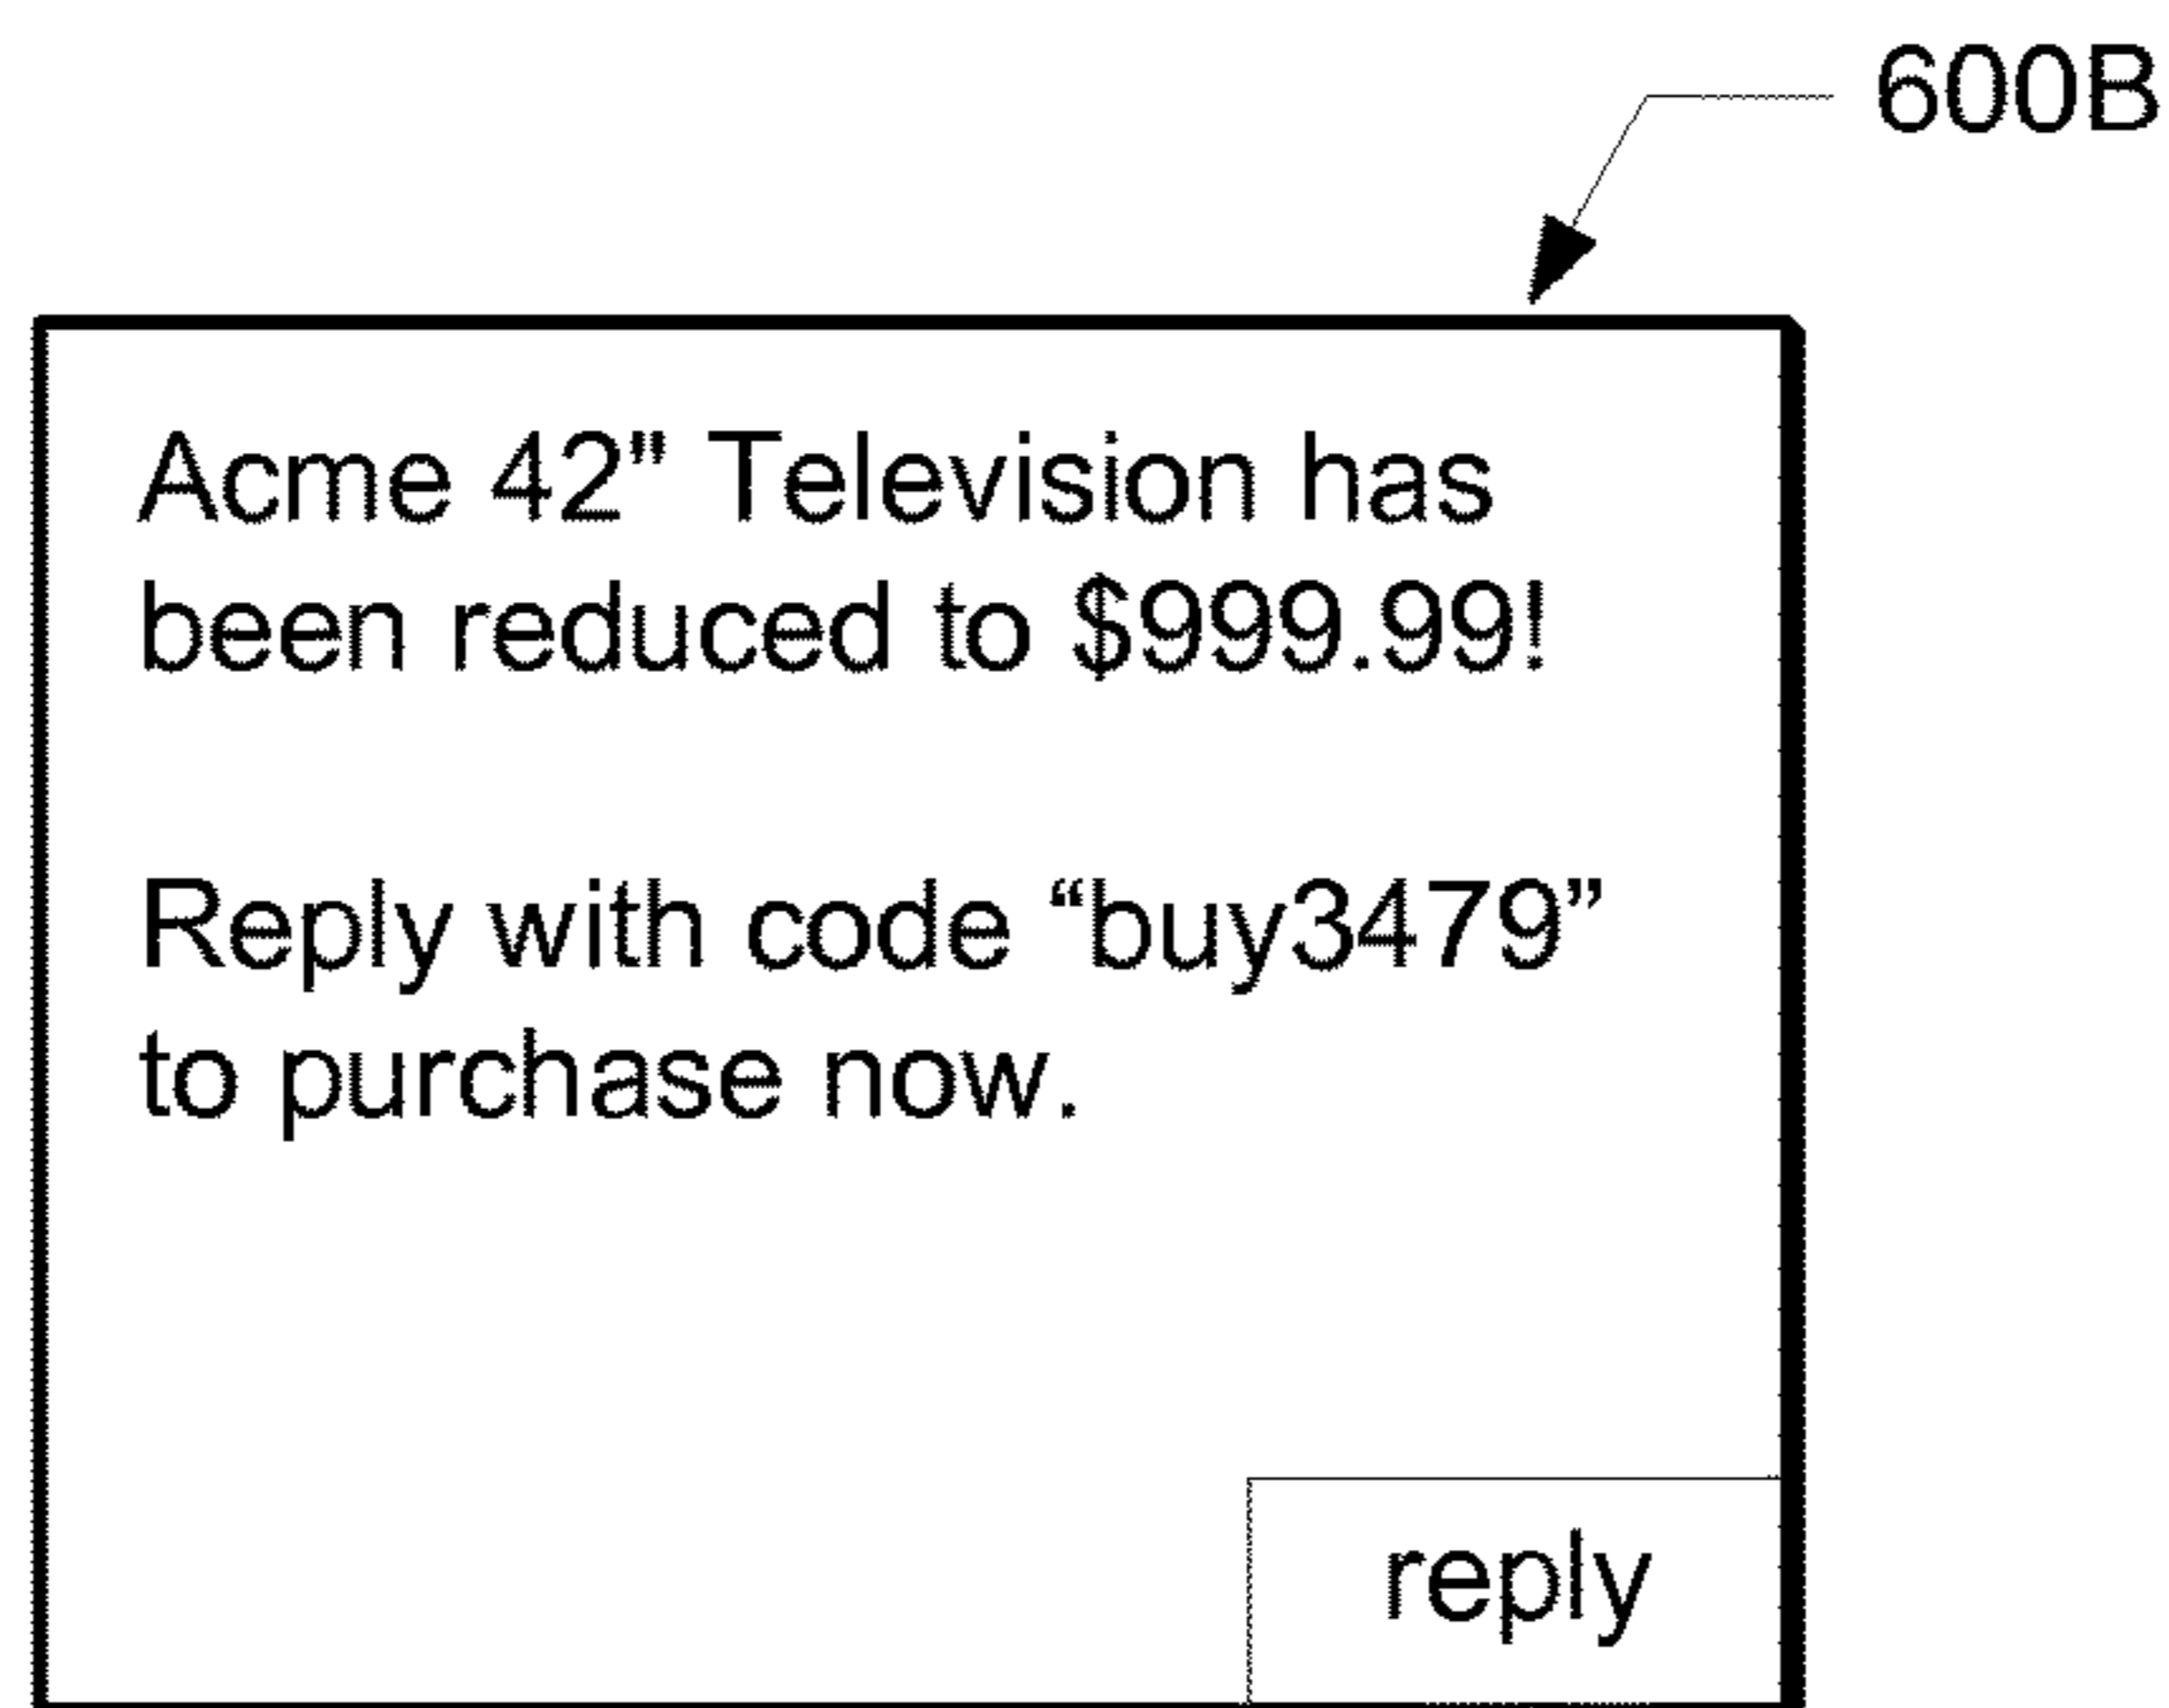 600B
Acme 42” Television has
been reduced to $999.99!
Reply with code “buy3479”
to purchase now.
reply